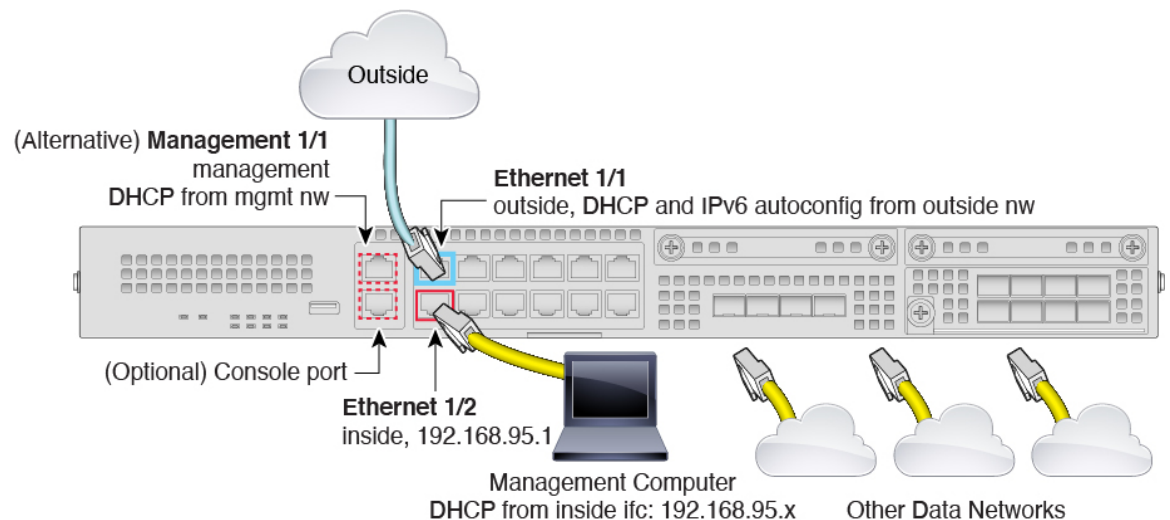 Outside
(Alternative) Management 1/1
management
DHCP from mgmt nw
Ethernet 1/1
outside, DHCP and IPv6 autoconfig from outside nw
(Optional) Console port
Ethernet 1/2
inside, 192.168.95.1
Management Computer
DHCP from inside ifc: 192.168.95.x
Other Data Networks